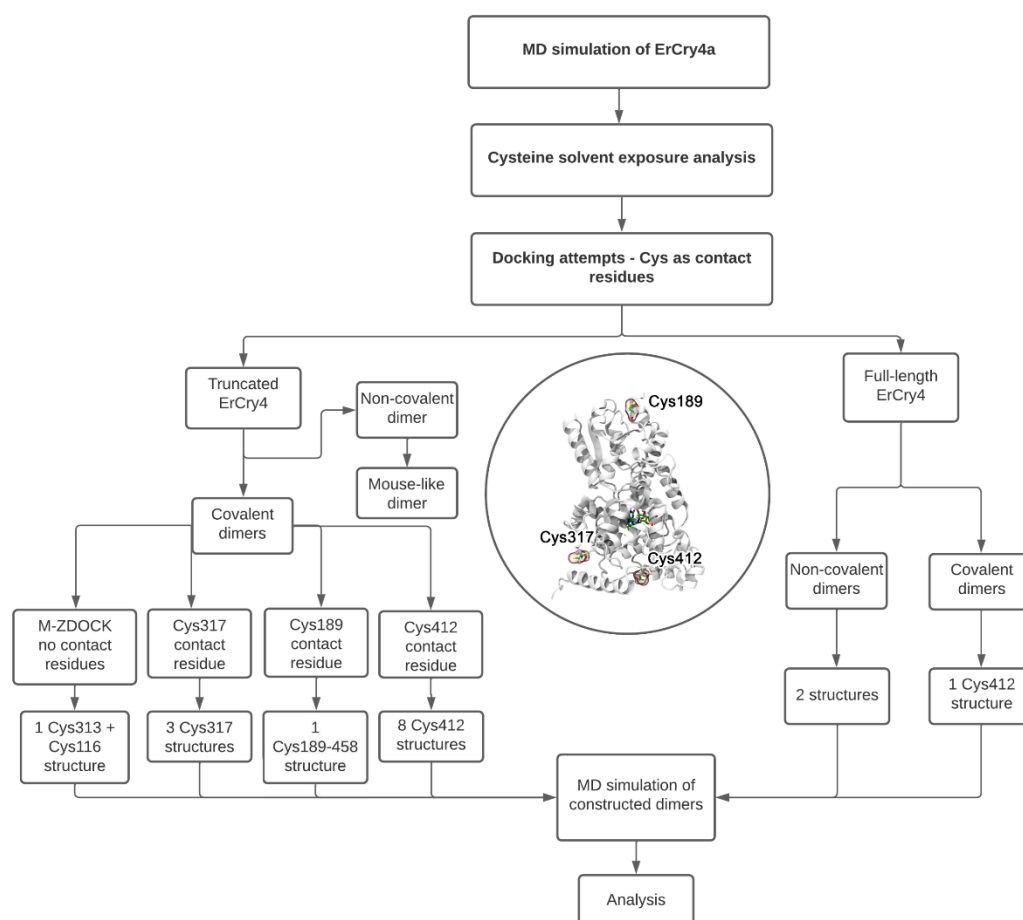 MD simulation of ErCry4a
Cysteine solvent exposure analysis
Docking attempts - Cys as contact
residues
Truncated
ErCry4
Non-covalent
dimer
Mouse-like
dimer
Covalent
dimers
Full-length
ErCry4
Cys189
Cys317
Cys412
Non-covalent
dimers
Covalent
dimers
M-ZDOCK
no contact
residues
Cys317
contact
residue
Cys189
contact
residue
Cys412
contact
residue
2 structures
1 Cys412
structure
1 Cys313 +
Cys116
structure
3 Cys317
structures
1
Cys189-458
structure
8 Cys412
structures
MD simulation of
constructed dimers
Analysis